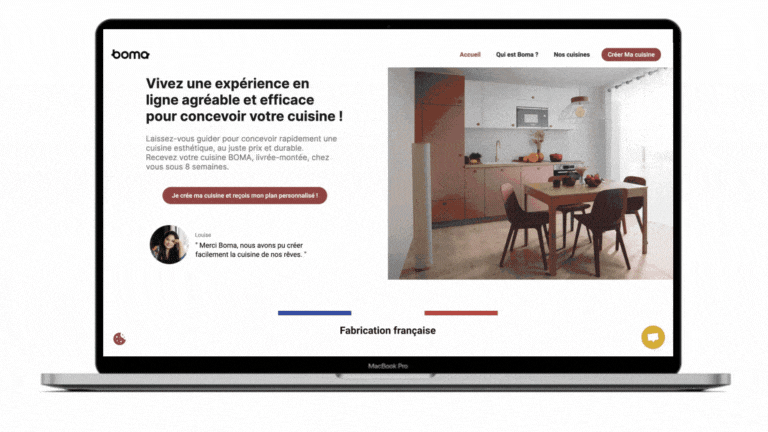 boma
Accueil
Qui est Boma ?
Nos cuisines
Créer Ma cuisine
Vivez une expérience en
ligne agréable et efficace
pour concevoir votre cuisine !
Laissez-vous guider pour concevoir rapidement une
cuisine esthétique, au juste prix et durable.
Recevez votre cuisine BOMA, livrée-montée, chez
vous sous 8 semaines.
Je crée ma cuisine et reçois mon plan personnalisé !
Louise
" Merci Boma, nous avons pu créer
facilement la cuisine de nos rêves. "
Fabrication française
MacBook Pro